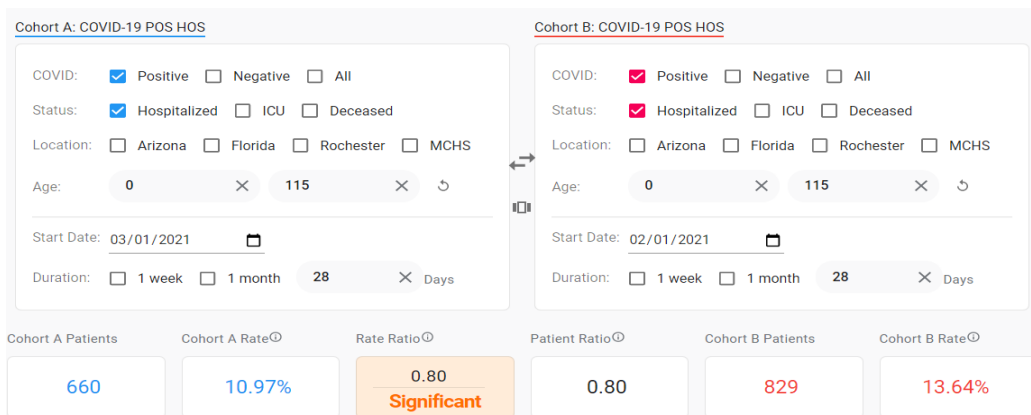 Cohort A: COVID-19 POS HOS
COVID: Positive Negative All
Status: Hospitalized ICU Deceased
Location: Arizona Florida Rochester MCHS
Age: 0 115
Start Date: 03/01/2021
Duration: 1 week 1 month 28 Days
Cohort B: COVID-19 POS HOS
COVID: Positive Negative All
Status: Hospitalized ICU Deceased
Location: Arizona Florida Rochester MCHS
Age: 0 115
Start Date: 02/01/2021
Duration: 1 week 1 month 28 Days
Cohort A Patients
660
Cohort A Rate
10.97%
Rate Ratio
0.80
Significant
Patient Ratio
0.80
Cohort B Patients
829
Cohort B Rate
13.64%